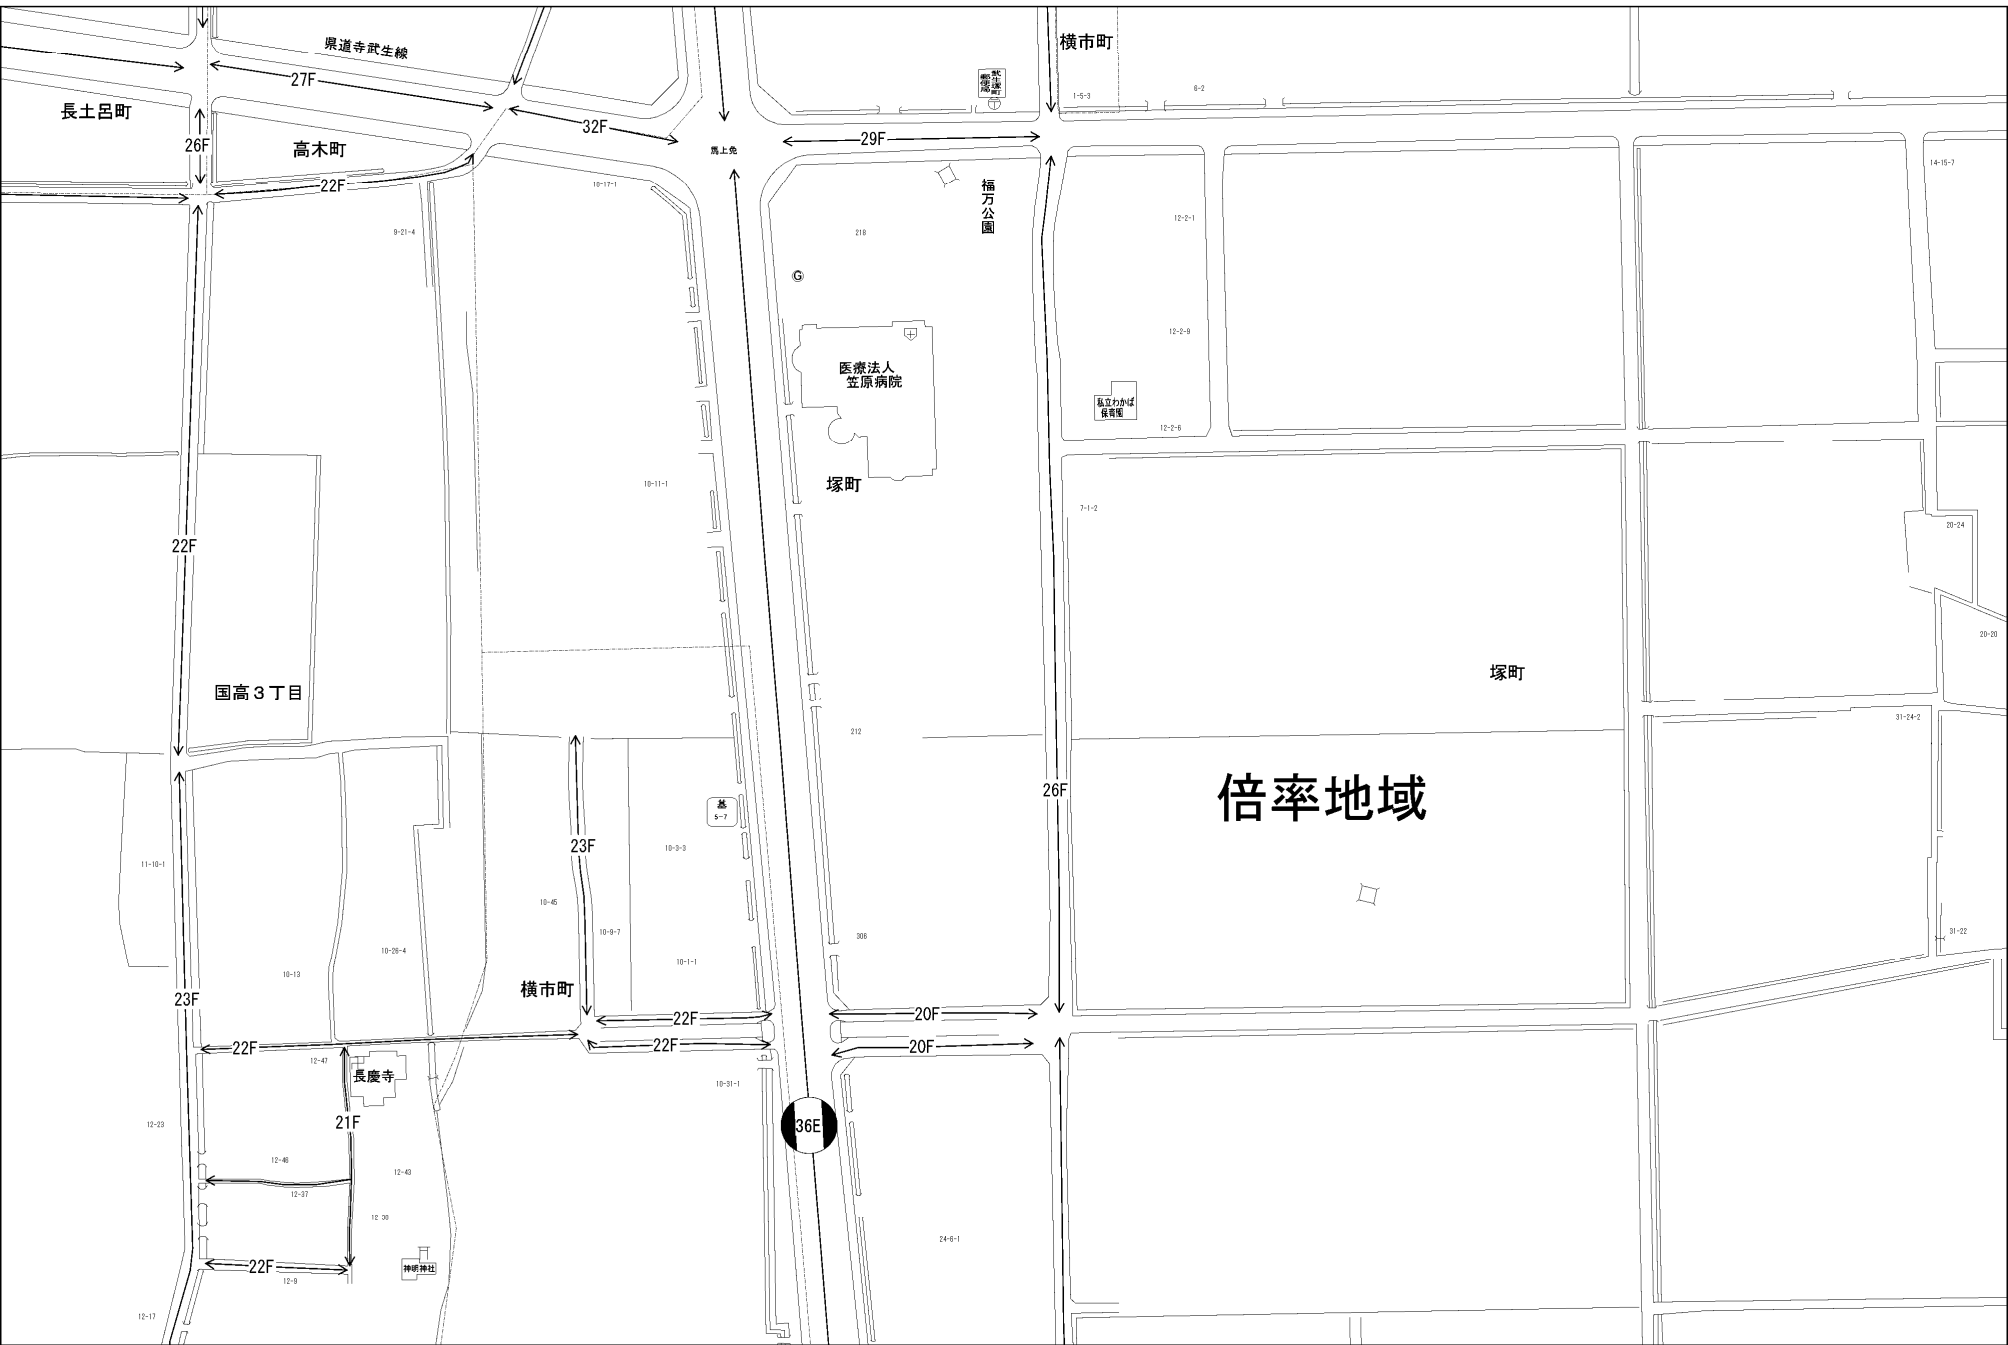 県道寺武生線
横市町
27F
武生塚町
郵便局
1-5-3
6-2
長土呂町
32F
29F
26F
高木町
馬上免
14-15-7
22F
10-17-1
福万公園
12-2-1
9-21-4
218
G
12-2-9
医療法人
笠原病院
私立わかば
保育園
12-2-6
10-11-1
塚町
7-1-2
20-24
22F
20-20
国高3丁目
塚町
31-24-2
212
26F
倍率地域
基
5-7
23F
10-3-3
11-10-1
10-45
10-9-7
306
31-22
10-26-4
10-1-1
10-13
横市町
23F
22F
20F
22F
22F
20F
12-47
長慶寺
10-31-1
21F
12-23
36E
12-46
12-43
12-37
12 30
24-6-1
22F
神明神社
12-9
12-17